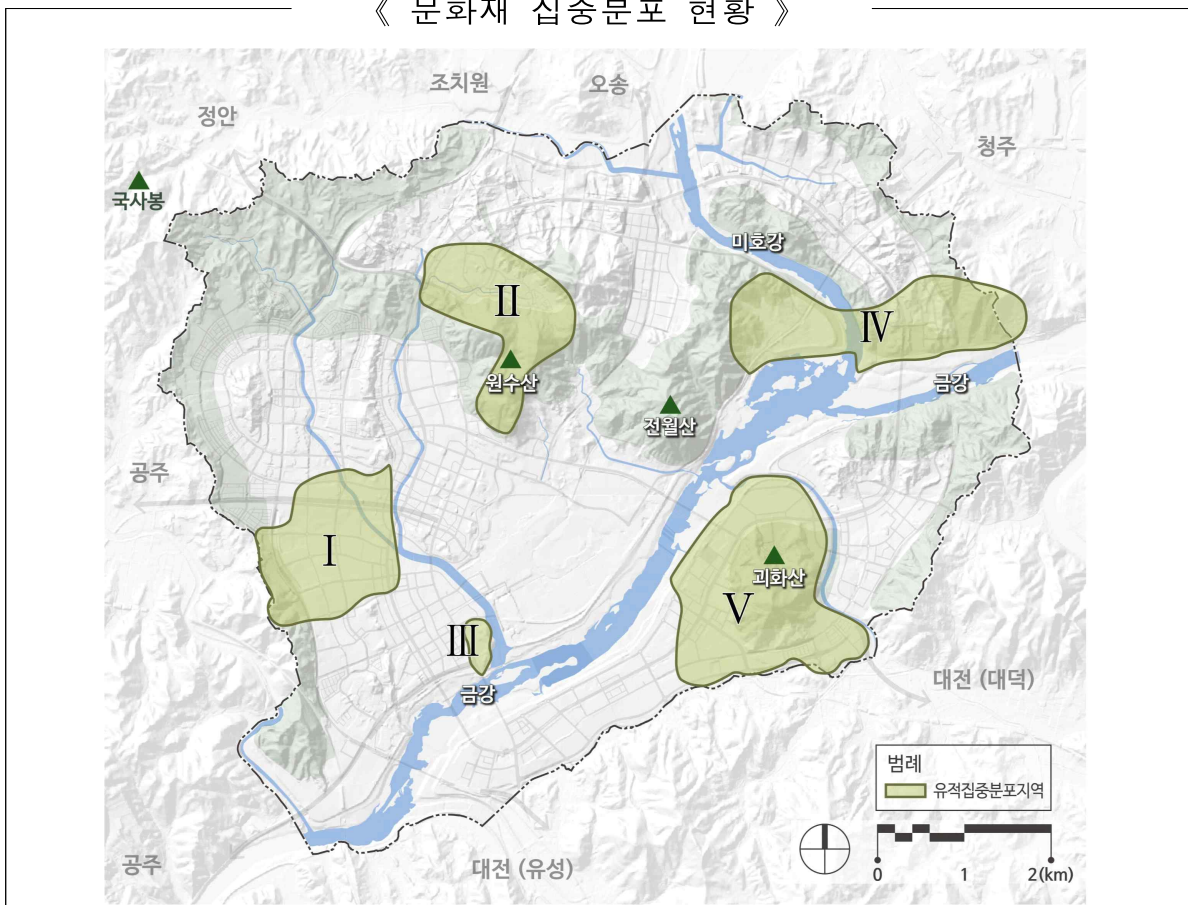 《 문화재 집중분포 현황 》
조치원
오송
정안
청주
국사봉
미호강
Ⅱ
Ⅳ
원수산
금강
전월산
공주
Ⅰ
괴화산
Ⅴ
Ⅲ
금강
대전 (대덕)
범례
유적집중분포지역
공주
대전 (유성)
0 1 2(km)